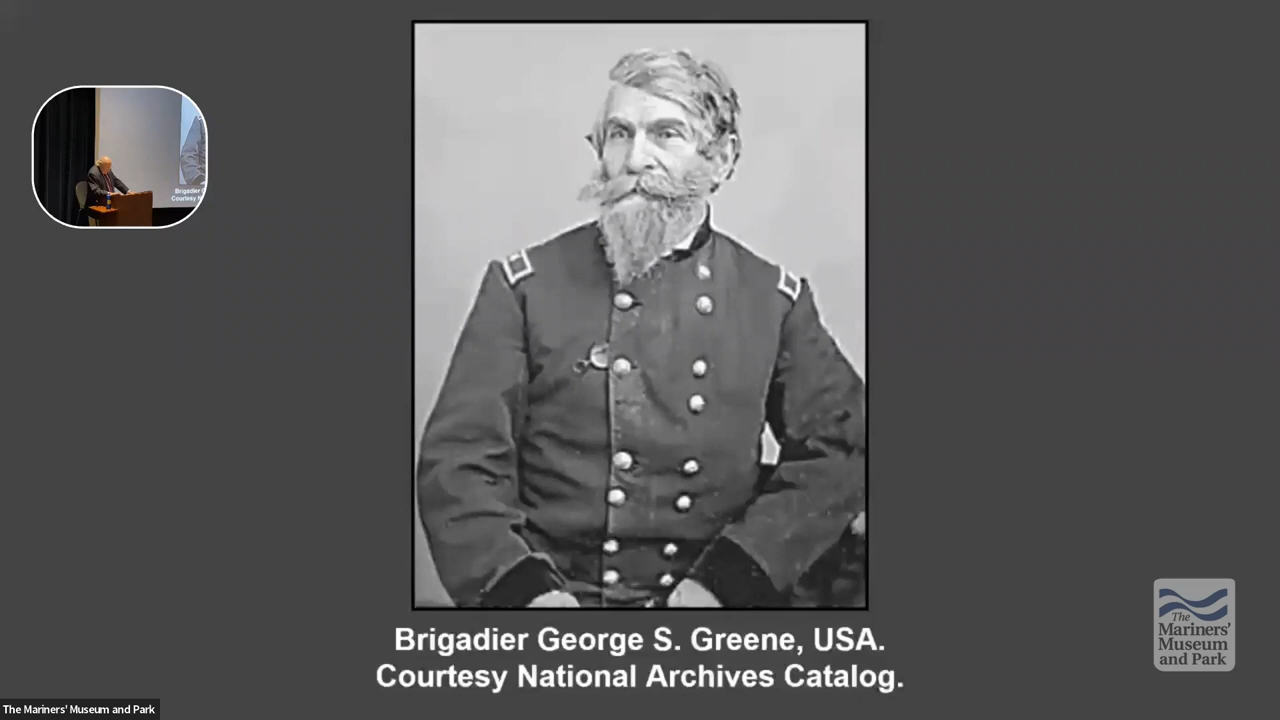 Brigadier George S. Greene, USA.
Courtesy National Archives Catalog.
The
Mariners'
Museum
and Park
The Mariners' Museum and Park